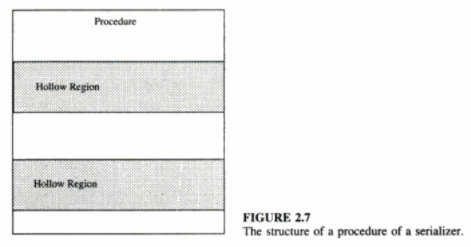 Procedure
Hollow Region
Hollow Region
FIGURE 2.7
The structure of a procedure of a serializer.